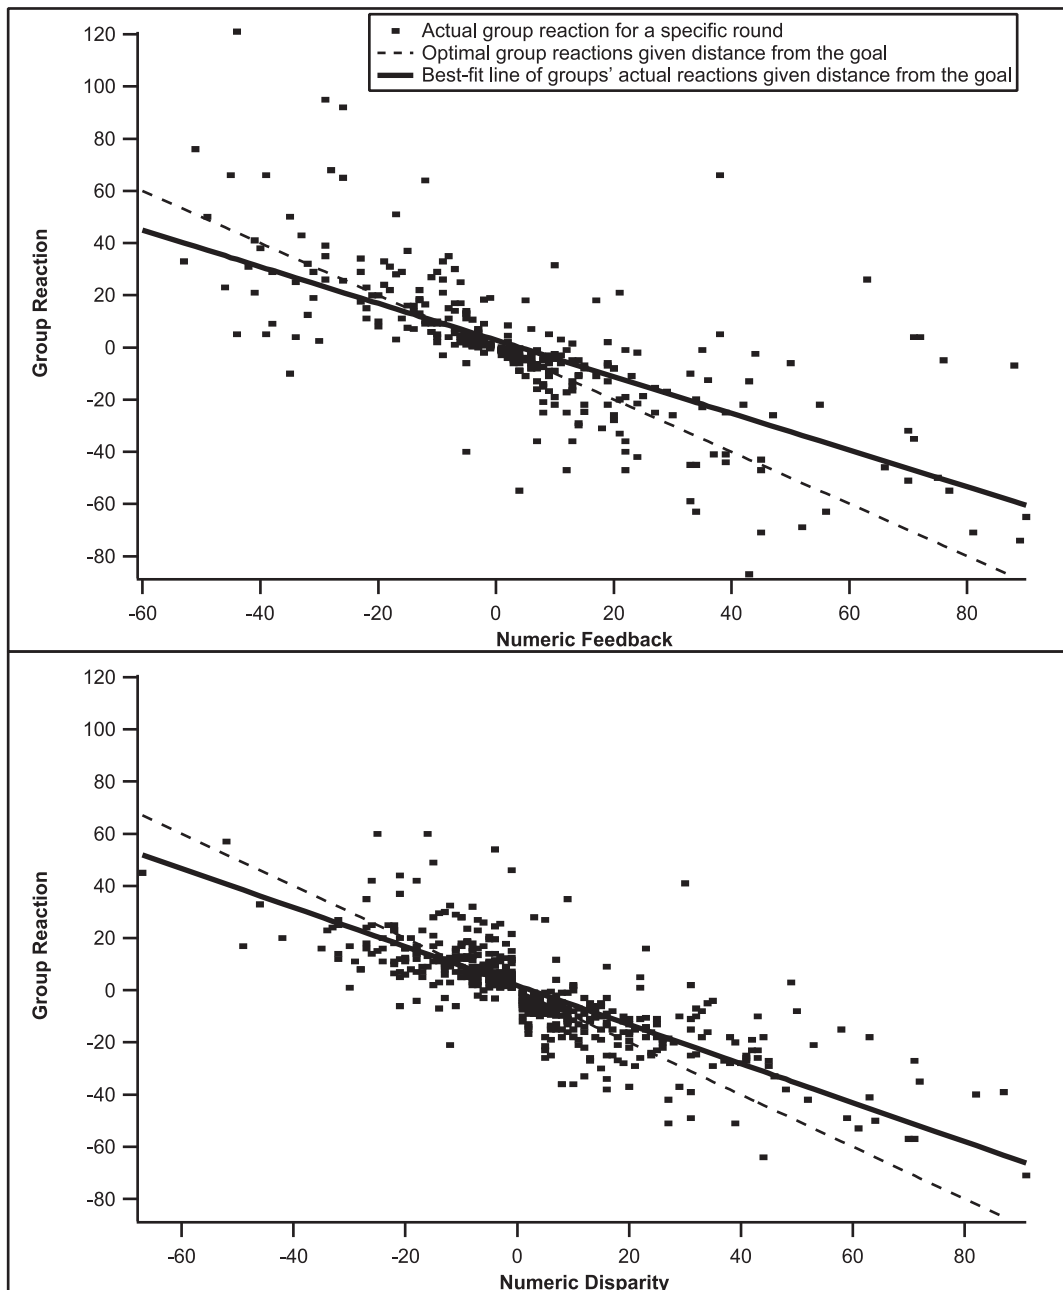 Actual group reaction for a specific round
Optimal group reactions given distance from the goal
Best-fit line of groups' actual reactions given distance from the goal
120
100
80
60
40
20
0
-20
-40
-60
-80
Group Reaction
-60 -40 -20 0 20 40 60 80
Numeric Feedback
120
100
80
60
40
20
0
-20
-40
-60
-80
Group Reaction
-60 -40 -20 0 20 40 60 80
Numeric Disparity